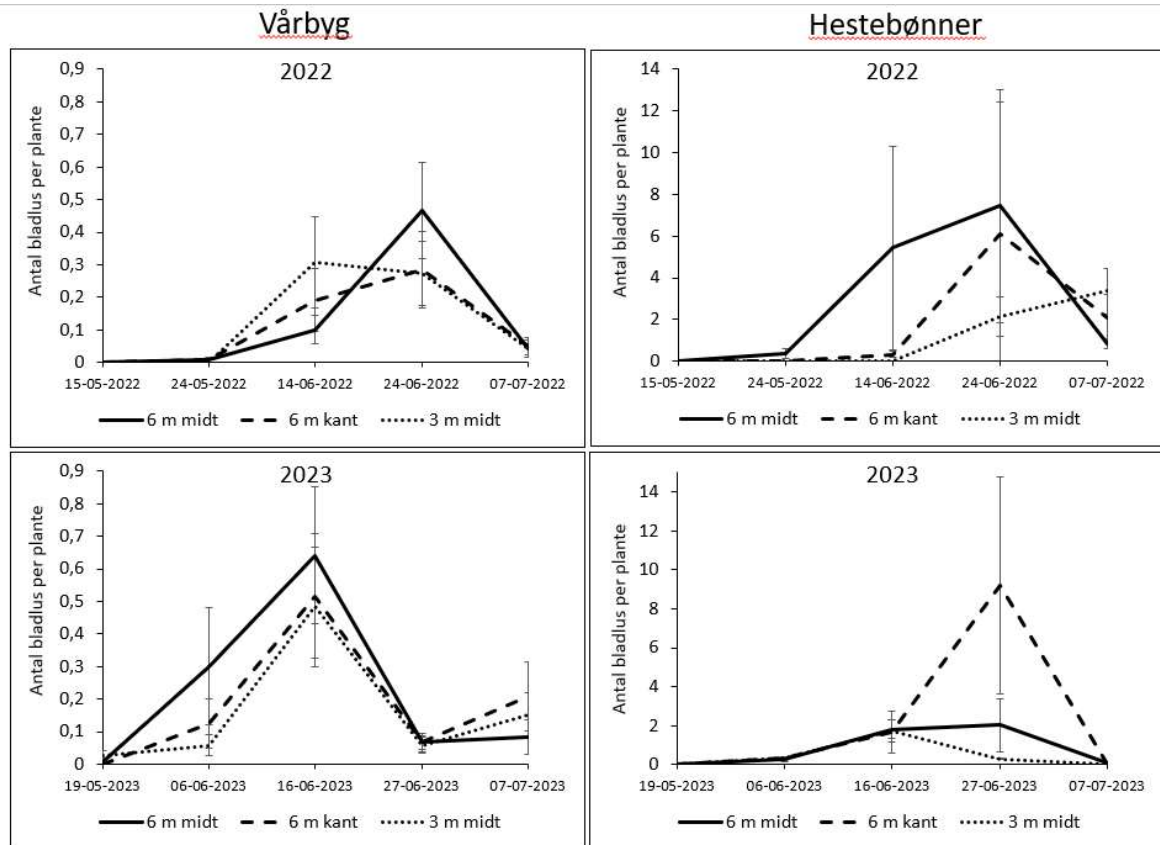 Vårbyg
Hestebønner
2022
Antal bladlus per plante
0,9
0,8
0,7
0,6
0,5
0,4
0,3
0,2
0,1
0
15-05-2022 24-05-2022 14-06-2022 24-06-2022 07-07-2022
6 m midt 6 m kant 3 m midt
2022
Antal bladlus per plante
14
12
10
8
6
4
2
0
15-05-2022 24-05-2022 14-06-2022 24-06-2022 07-07-2022
6 m midt 6 m kant 3 m midt
2023
Antal bladlus per plante
0,9
0,8
0,7
0,6
0,5
0,4
0,3
0,2
0,1
0
19-05-2023 06-06-2023 16-06-2023 27-06-2023 07-07-2023
6 m midt 6 m kant 3 m midt
2023
Antal bladlus per plante
14
12
10
8
6
4
2
0
19-05-2023 06-06-2023 16-06-2023 27-06-2023 07-07-2023
6 m midt 6 m kant 3 m midt